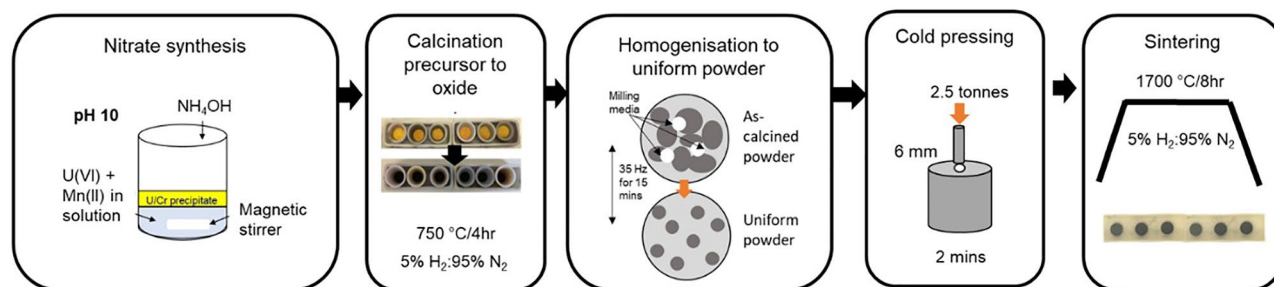 Nitrate synthesis
pH 10
NH₄OH
U(VI) +
Mn(II) in
solution
U/Cr precipitate
Magnetic
stirrer
Calcination
precursor to
oxide
750 °C/4hr
5% H₂:95% N₂
Homogenisation to
uniform powder
Milling
media
As-
calcined
powder
35 Hz
for 15
mins
Uniform
powder
Cold pressing
2.5 tonnes
6 mm
2 mins
Sintering
1700 °C/8hr
5% H₂:95% N₂